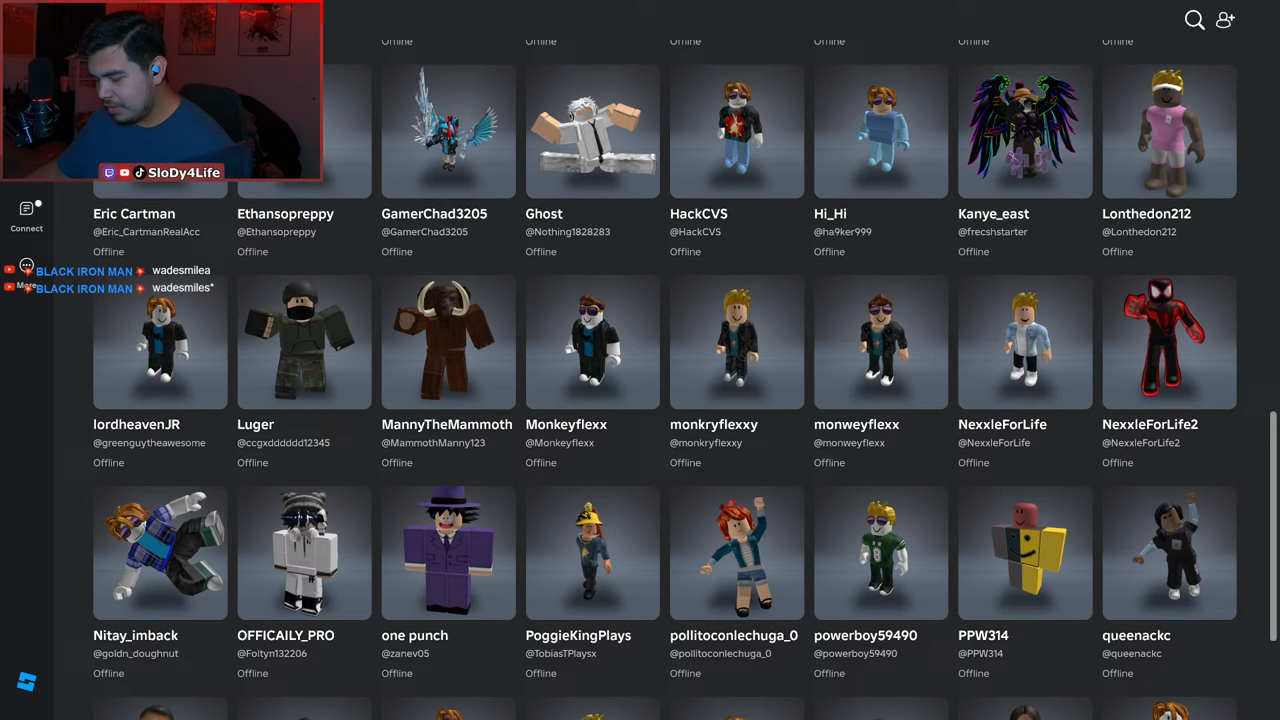 Offline Offline Offline Offline Offline Offline
SloDy4Life
Connect
More
BLACK IRON MAN wadesmilea
BLACK IRON MAN wadesmiles*
Eric Cartman Ethansopreppy GamerChad3205 Ghost HackCVS Hi_Hi Kanye_east Lonthedon212
@Eric_CartmanRealAcc @Ethansopreppy @GamerChad3205 @Nothing1828283 @HackCVS @ha9ker999 @frecshstarter @Lonthedon212
Offline Offline Offline Offline Offline Offline Offline Offline
lordheavenJR Luger MannyTheMammoth Monkeyflexx monkryflexxy monweyflexx NexxleForLife NexxleForLife2
@greenguytheawesome @ccgxdddddd12345 @MammothManny123 @Monkeyflexx @monkryflexxy @monweyflexx @NexxleForLife @NexxleForLife2
Offline Offline Offline Offline Offline Offline Offline Offline
Nitay_imback OFFICAILY_PRO one punch PoggieKingPlays pollitoconlechuga_0 powerboy59490 PPW314 queenackc
@goldn_doughnut @Foltyn132206 @zanev05 @TobiasTPlaysx @pollitoconlechuga_0 @powerboy59490 @PPW314 @queenackc
Offline Offline Offline Offline Offline Offline Offline Offline